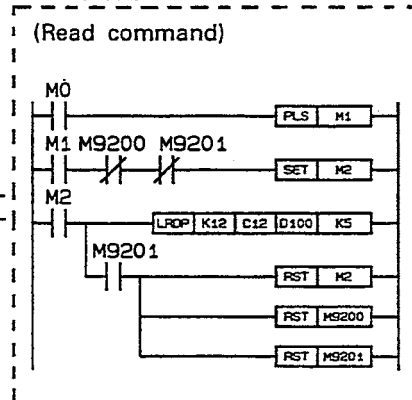 (Read command)
M0
PLS M1
M1 M9200 M9201
SET M2
M2
LRDP K12 C12 D100 K5
M9201
RST M2
RST M9200
RST M9201